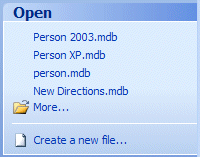 Open
Person 2003.mdb
Person XP.mdb
person.mdb
New Directions.mdb
More...
Create a new file...